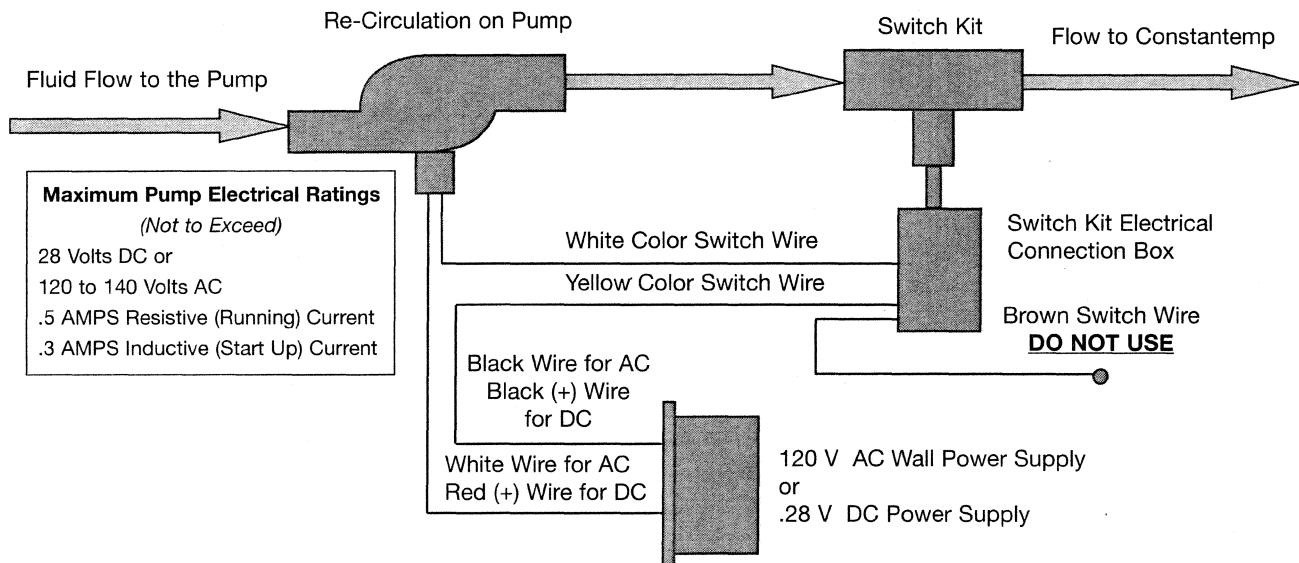 Re-Circulation on Pump
Switch Kit
Flow to Constantemp
Fluid Flow to the Pump
Maximum Pump Electrical Ratings
(Not to Exceed)
28 Volts DC or
120 to 140 Volts AC
.5 AMPS Resistive (Running) Current
.3 AMPS Inductive (Start Up) Current
White Color Switch Wire
Yellow Color Switch Wire
Switch Kit Electrical
Connection Box
Brown Switch Wire
DO NOT USE
Black Wire for AC
Black (+) Wire
for DC
White Wire for AC
Red (+) Wire for DC
120 V AC Wall Power Supply
or
.28 V DC Power Supply